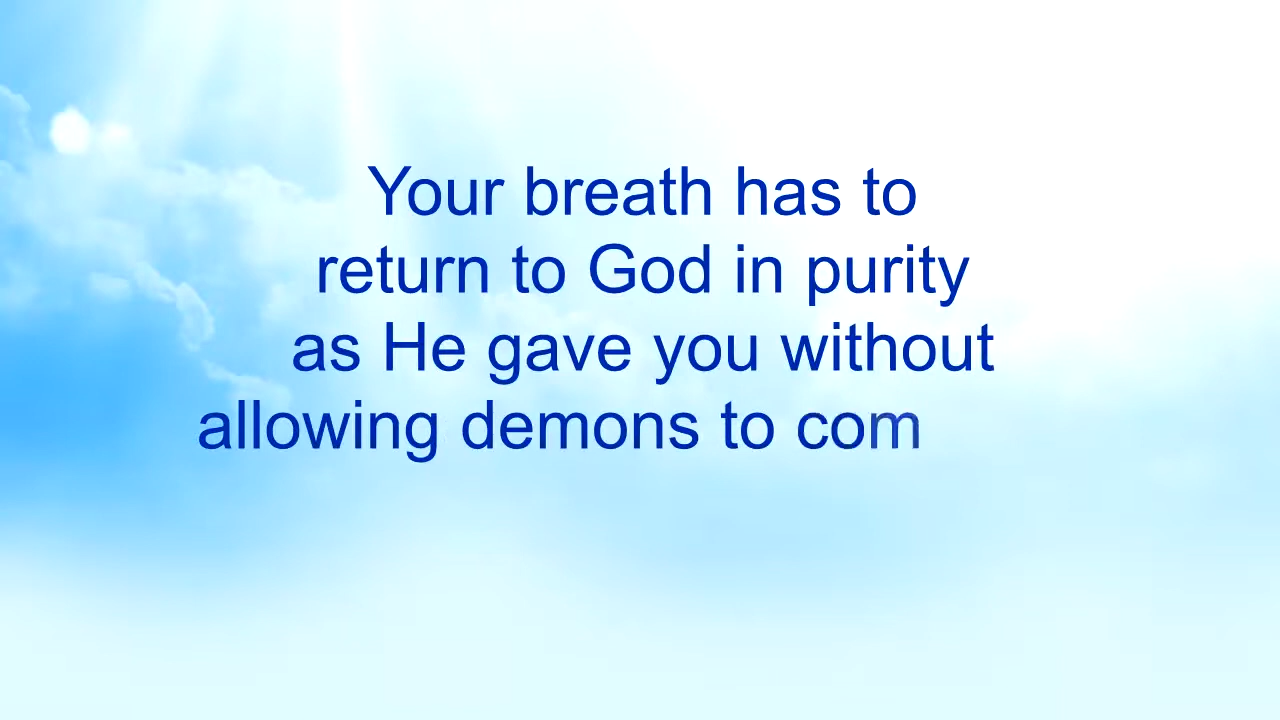 Your breath has to
return to God in purity
as He gave you without
allowing demons to com